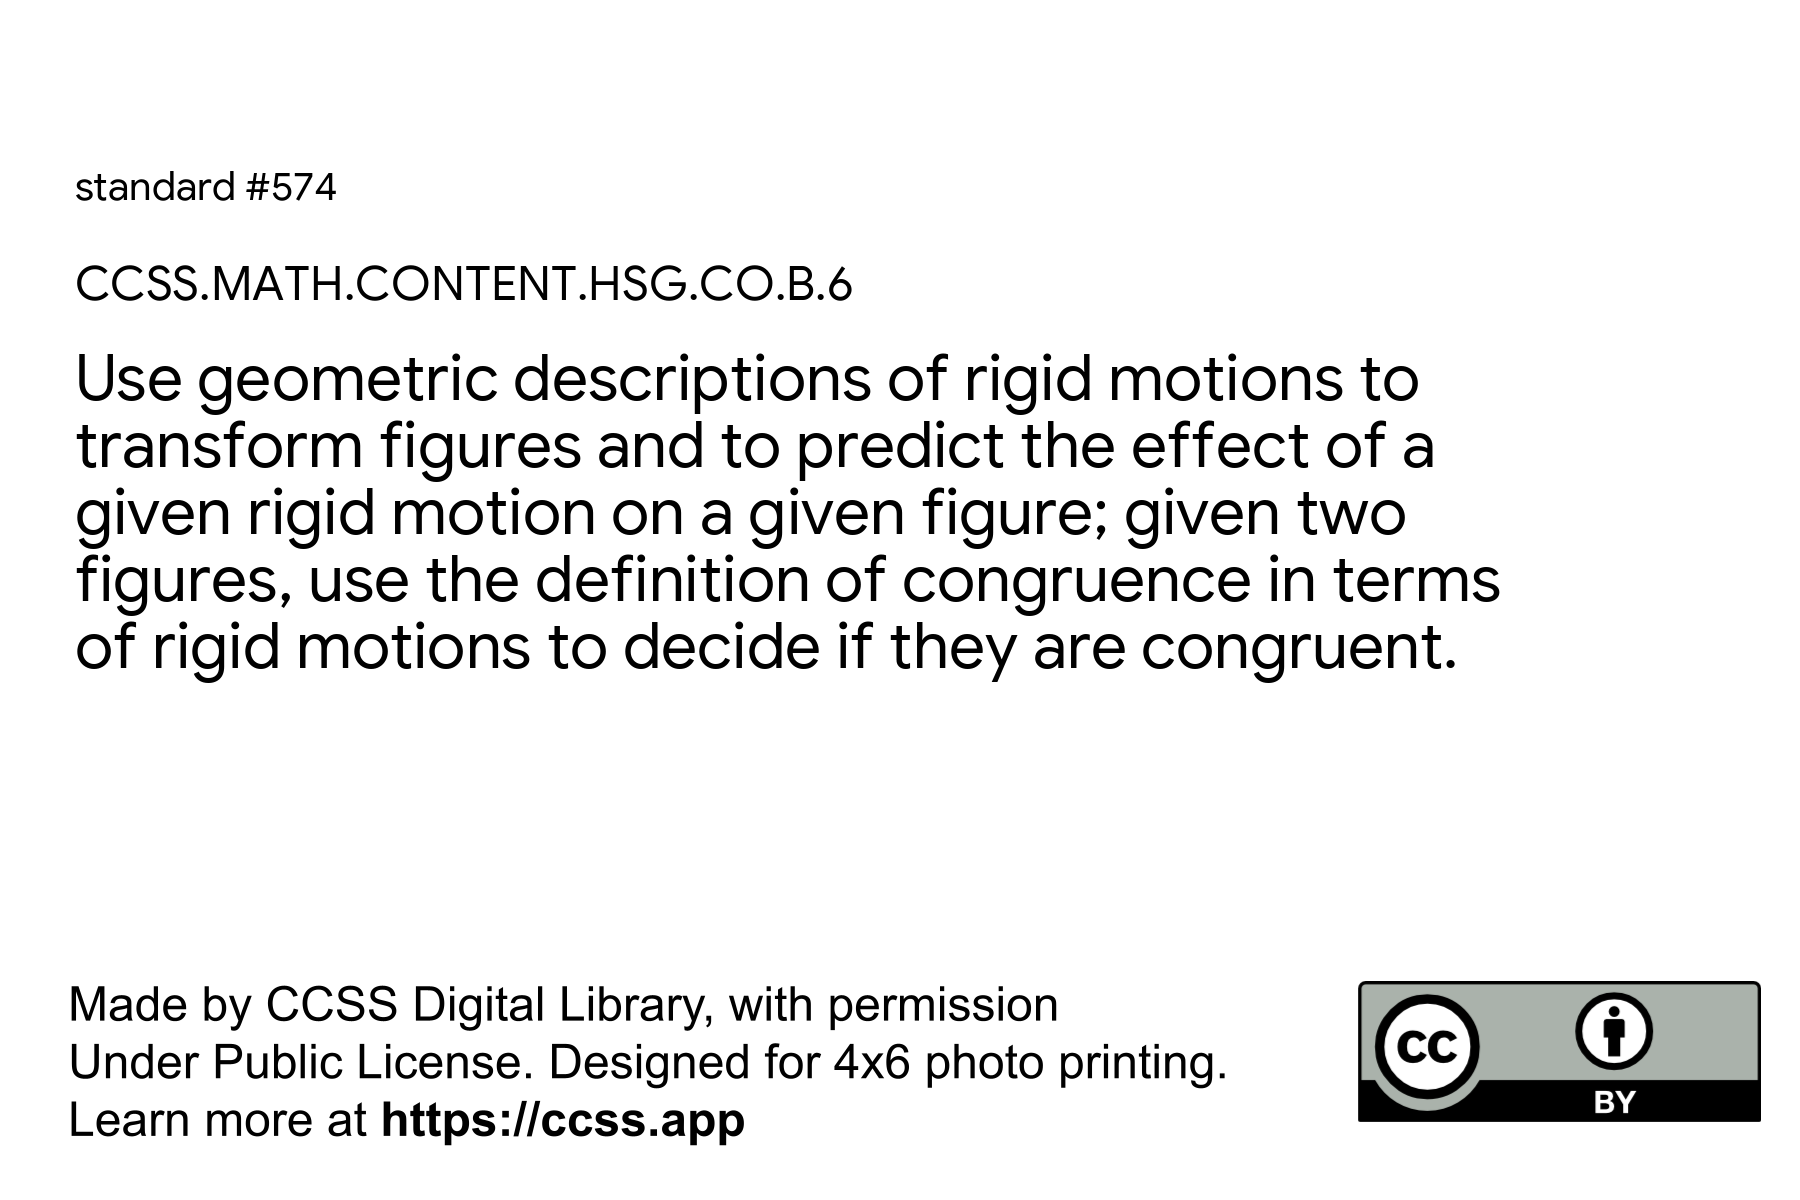 standard #574
CCSS.MATH.CONTENT.HSG.CO.B.6
Use geometric descriptions of rigid motions to
transform figures and to predict the effect of a
given rigid motion on a given figure; given two
figures, use the definition of congruence in terms
of rigid motions to decide if they are congruent.
Made by CCSS Digital Library, with permission
Under Public License. Designed for 4x6 photo printing.
Learn more at https://ccss.app
cc
BY